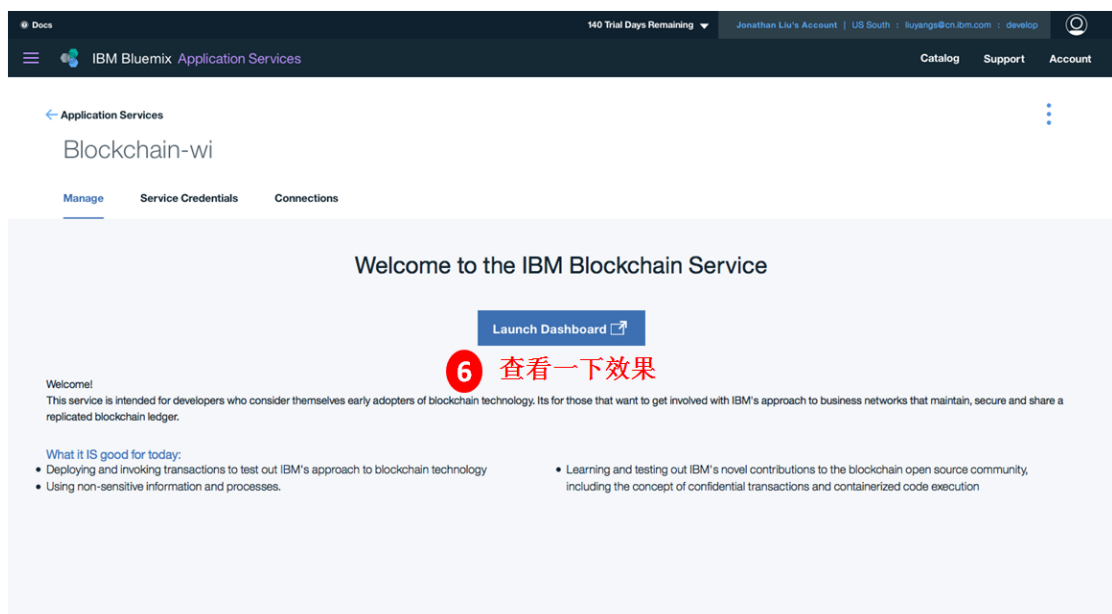 Docs
140 Trial Days Remaining
Jonathan Liu's Account | US South : liuyangs@cn.ibm.com : develop
IBM Bluemix Application Services
Catalog Support Account
Application Services
Blockchain-wi
Manage Service Credentials Connections
Welcome to the IBM Blockchain Service
Launch Dashboard
6 查看一下效果
Welcome!
This service is intended for developers who consider themselves early adopters of blockchain technology. Its for those that want to get involved with IBM's approach to business networks that maintain, secure and share a
replicated blockchain ledger.
What it IS good for today:
• Deploying and invoking transactions to test out IBM's approach to blockchain technology
• Using non-sensitive information and processes.
• Learning and testing out IBM's novel contributions to the blockchain open source community,
including the concept of confidential transactions and containerized code execution